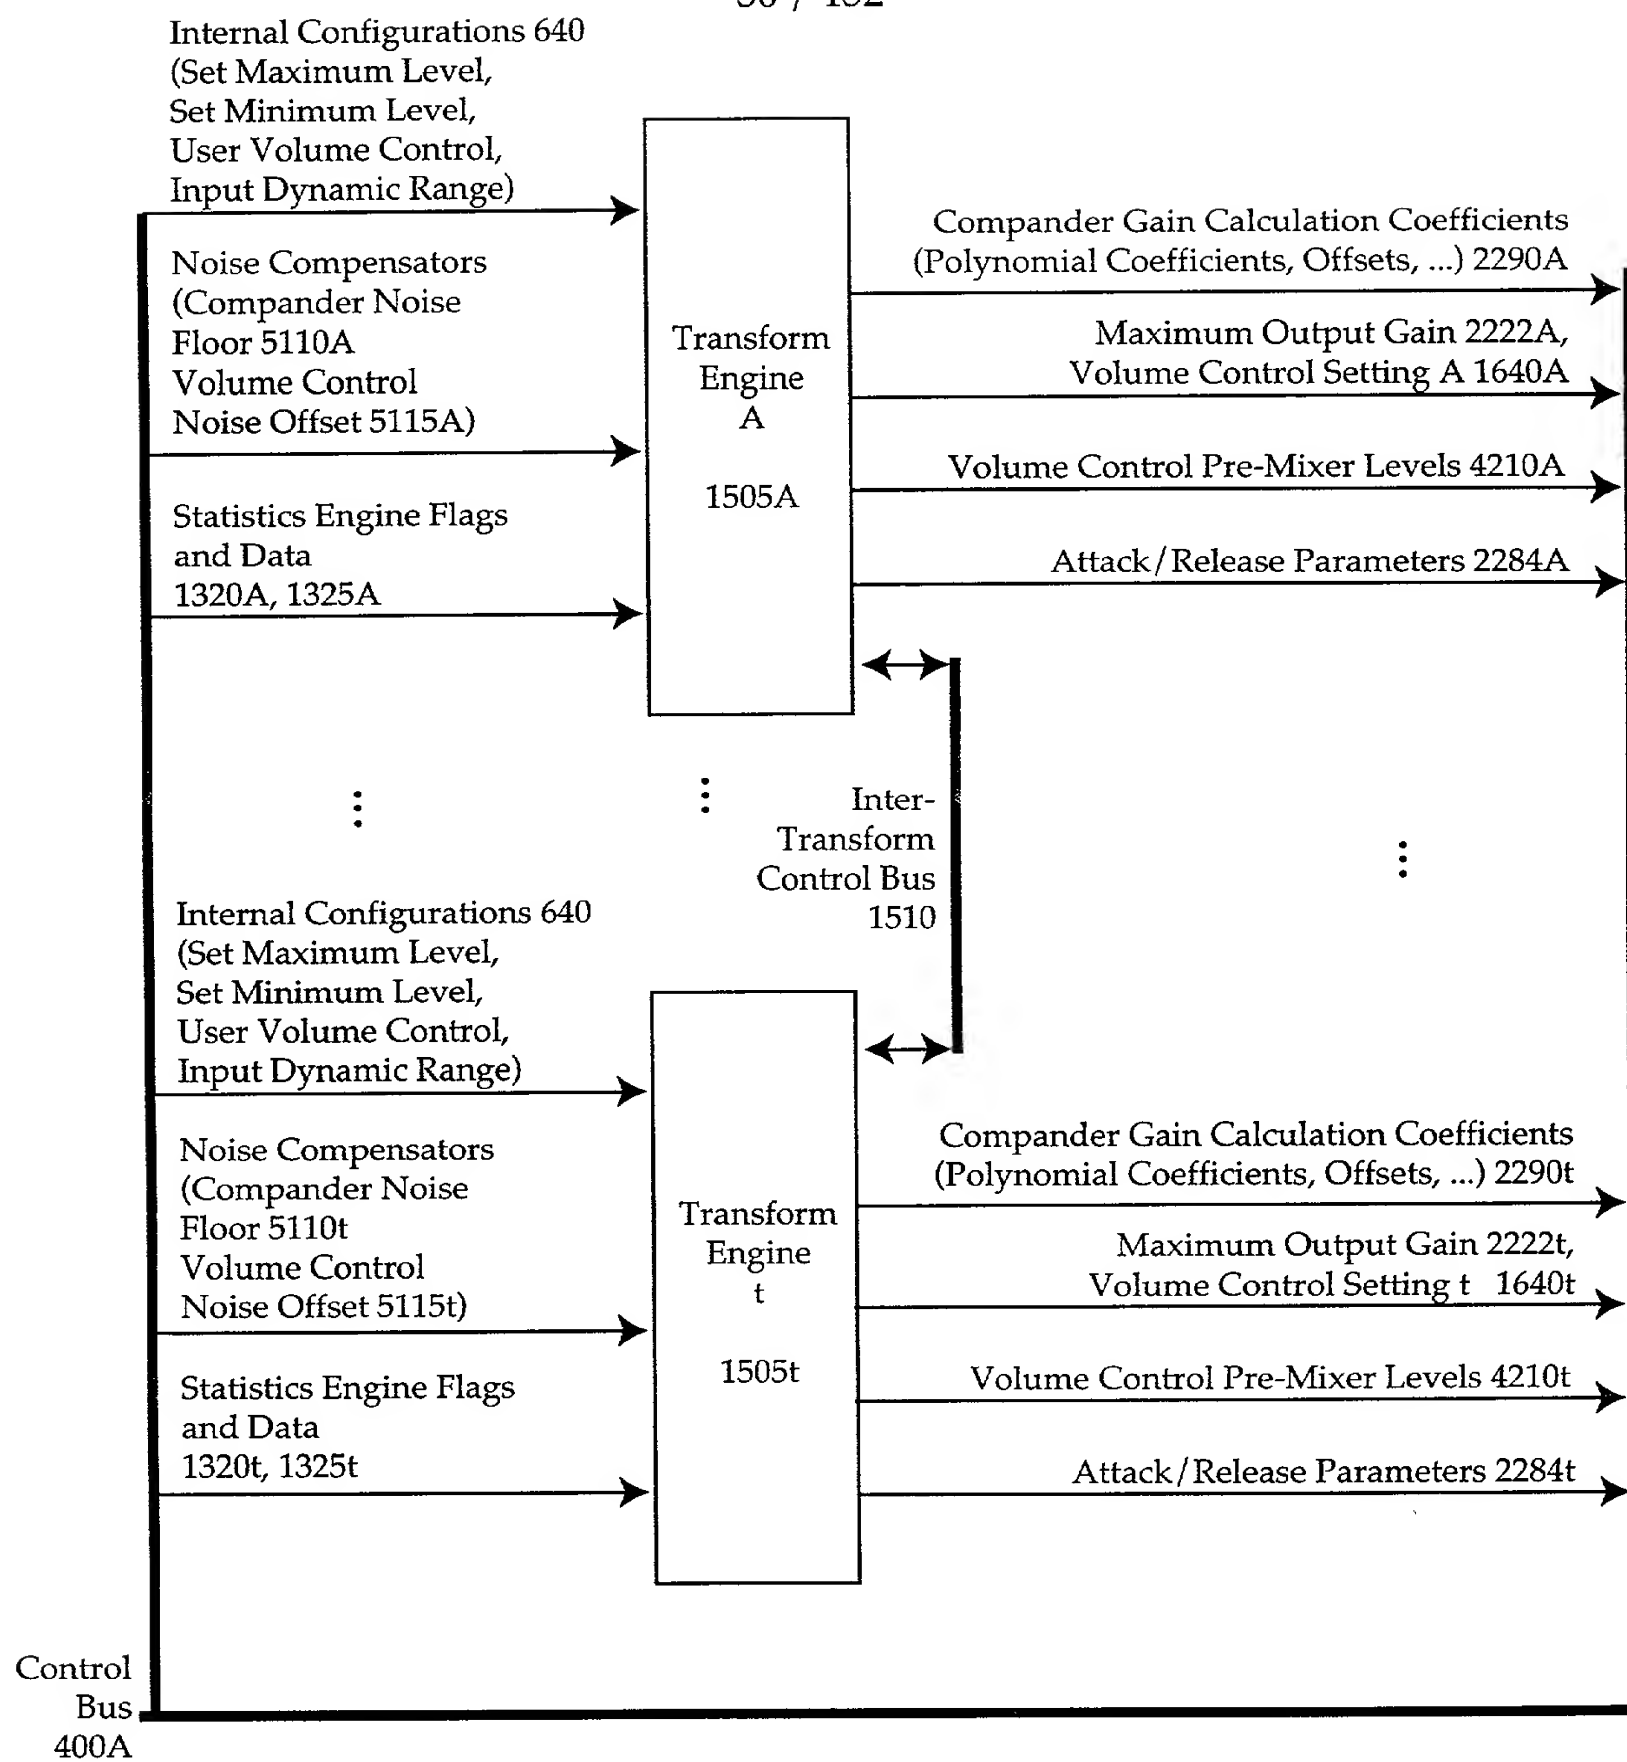 Internal Configurations 640
(Set Maximum Level,
Set Minimum Level,
User Volume Control,
Input Dynamic Range)
Noise Compensators
(Compander Noise
Floor 5110A
Volume Control
Noise Offset 5115A)
Statistics Engine Flags
and Data
1320A, 1325A
Transform
Engine
A
1505A
Compander Gain Calculation Coefficients
(Polynomial Coefficients, Offsets, ...) 2290A
Maximum Output Gain 2222A,
Volume Control Setting A 1640A
Volume Control Pre-Mixer Levels 4210A
Attack/Release Parameters 2284A
Inter-
Transform
Control Bus
1510
Internal Configurations 640
(Set Maximum Level,
Set Minimum Level,
User Volume Control,
Input Dynamic Range)
Noise Compensators
(Compander Noise
Floor 5110t
Volume Control
Noise Offset 5115t)
Statistics Engine Flags
and Data
1320t, 1325t
Transform
Engine
t
1505t
Compander Gain Calculation Coefficients
(Polynomial Coefficients, Offsets, ...) 2290t
Maximum Output Gain 2222t,
Volume Control Setting t 1640t
Volume Control Pre-Mixer Levels 4210t
Attack/Release Parameters 2284t
Control
Bus
400A